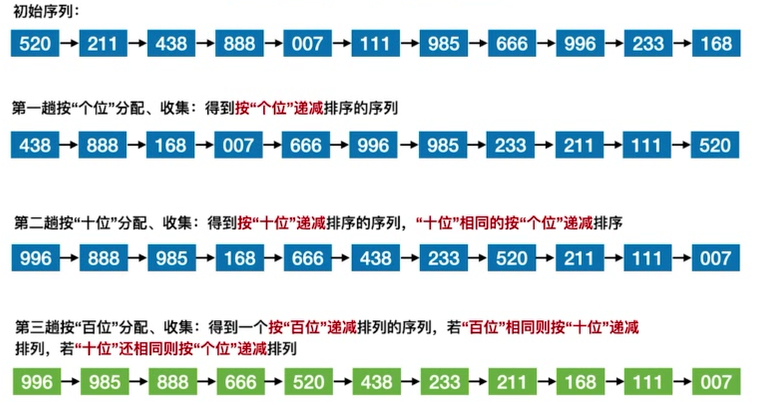 初始序列：
520 211 438 888 007 111 985 666 996 233 168
第一趟按“个位”分配、收集：得到按“个位”递减排序的序列
438 888 168 007 666 996 985 233 211 111 520
第二趟按“十位”分配、收集：得到按“十位”递减排序的序列，“十位”相同的按“个位”递减排序
996 888 985 168 666 438 233 520 211 111 007
第三趟按“百位”分配、收集：得到一个按“百位”递减排列的序列，若“百位”相同则按“十位”递减
排列，若“十位”还相同则按“个位”递减排列
996 985 888 666 520 438 233 211 168 111 007